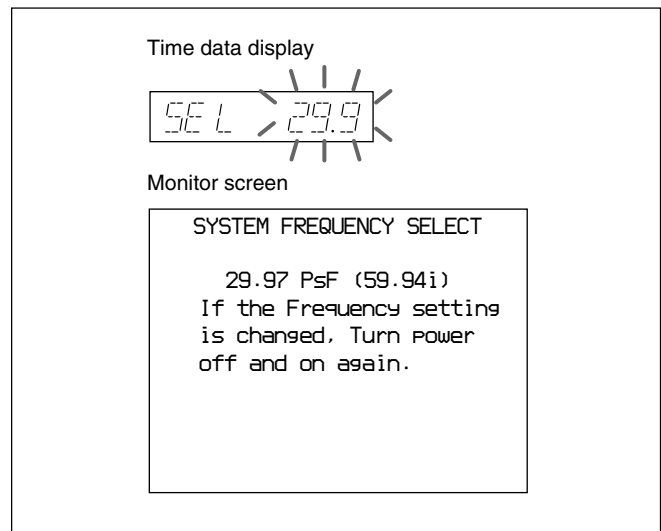 Time data display
SEL 29.9
Monitor screen
SYSTEM FREQUENCY SELECT
29.97 PsF (59.94i)
If the Frequency setting
is changed, Turn power
off and on again.